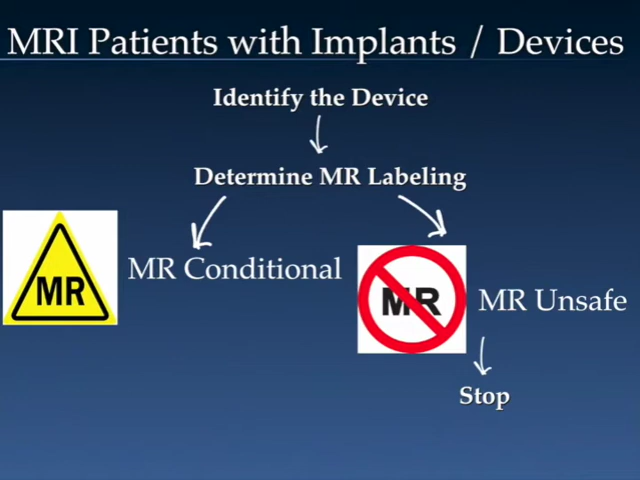 MRI Patients with Implants / Devices
Identify the Device
Determine MR Labeling
MR
MR Conditional
MR
MR Unsafe
Stop